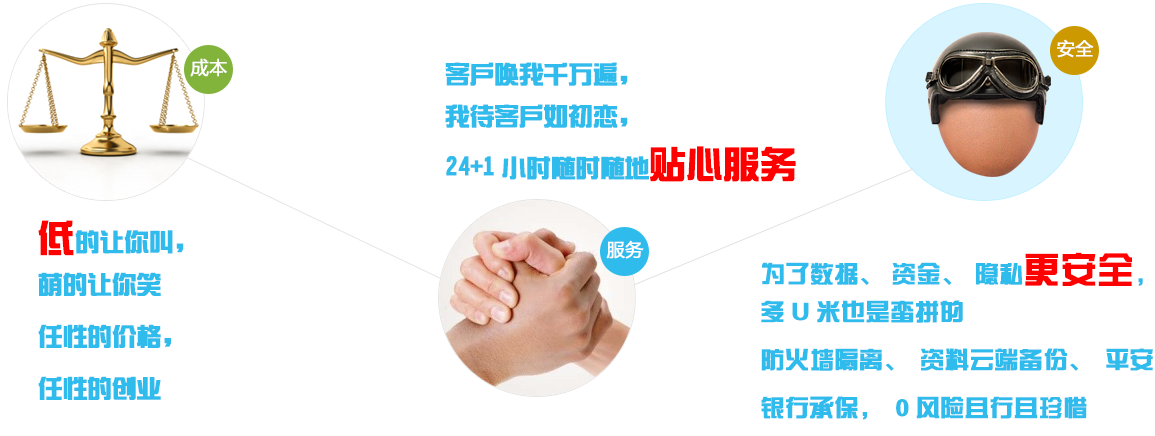 成本
低的让你叫，
萌的让你笑
任性的价格，
任性的创业
客户唤我千万遍，
我待客户如初恋，
24+1 小时随时随地贴心服务
服务
安全
为了数据、 资金、 隐私更安全，
多 U 米也是蛮拼的
防火墙隔离、 资料云端备份、 平安
银行承保， 0 风险且行且珍惜